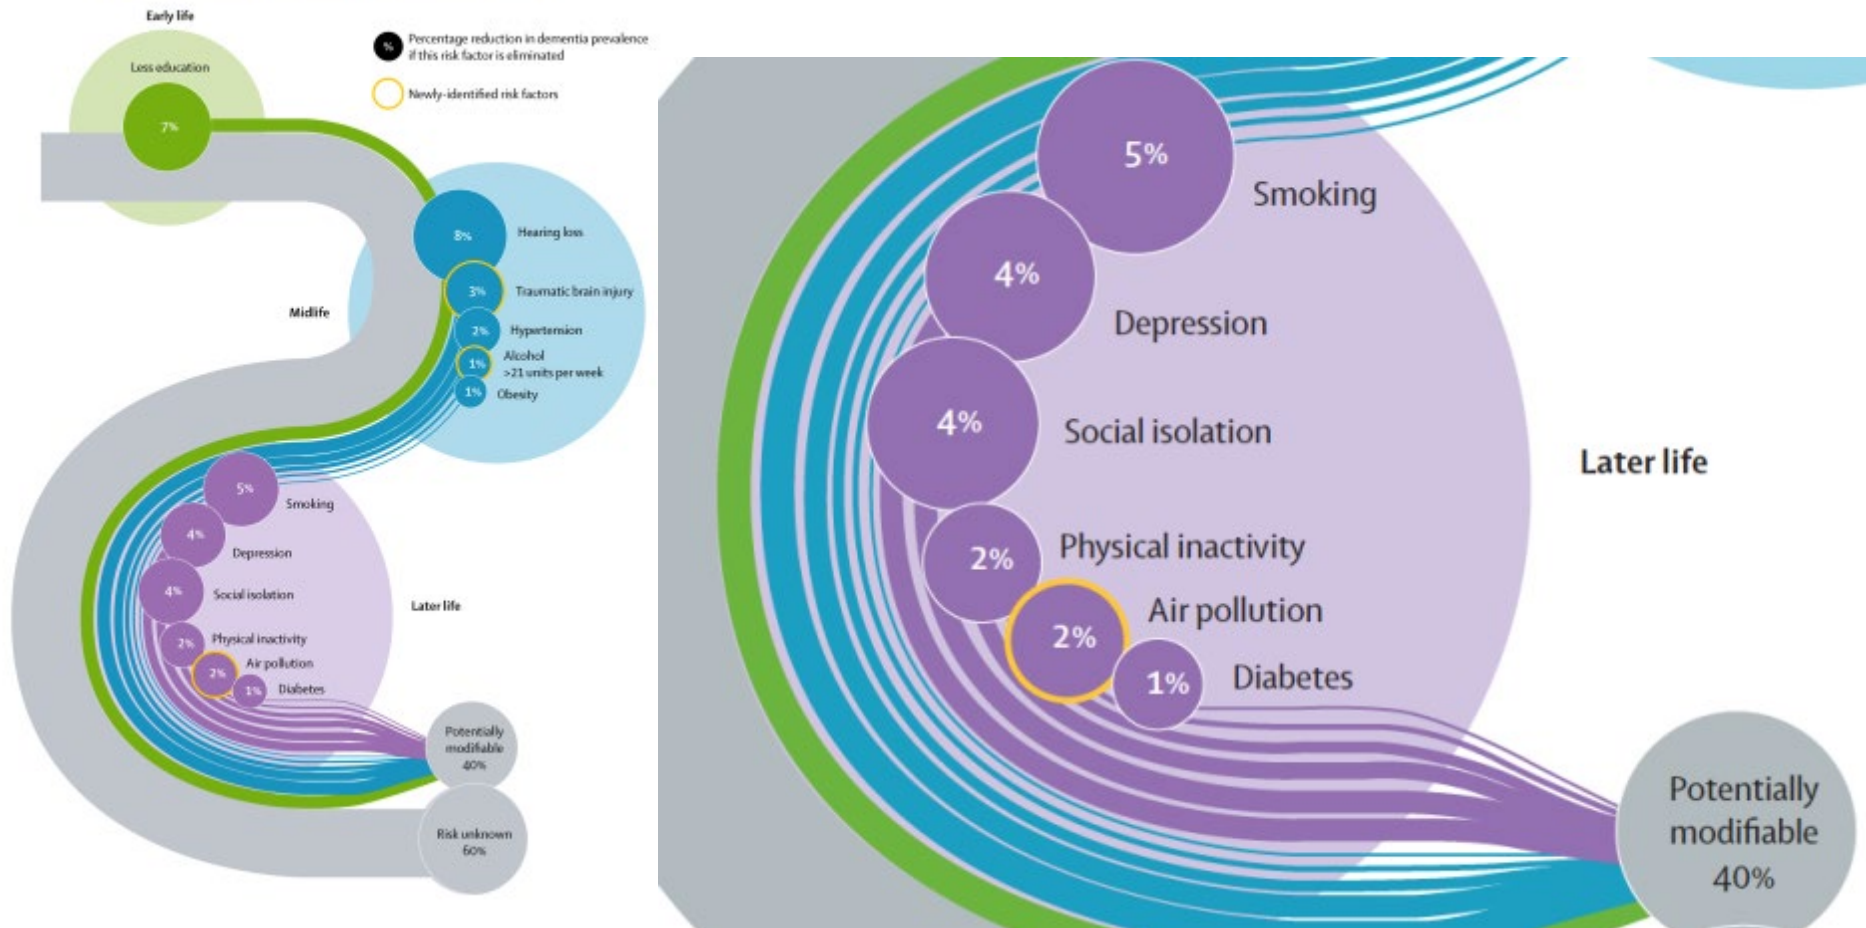 Early life
Less education
7%
%
Percentage reduction in dementia prevalence
if this risk factor is eliminated
Newly-identified risk factors
Midlife
8%
Hearing loss
3%
Traumatic brain injury
2%
Hypertension
1%
Alcohol
>21 units per week
1%
Obesity
5%
Smoking
4%
Depression
4%
Social isolation
Later life
2%
Physical inactivity
2%
Air pollution
1%
Diabetes
Potentially
modifiable
40%
Risk unknown
60%
5%
Smoking
4%
Depression
4%
Social isolation
Later life
2%
Physical inactivity
2%
Air pollution
1%
Diabetes
Potentially
modifiable
40%